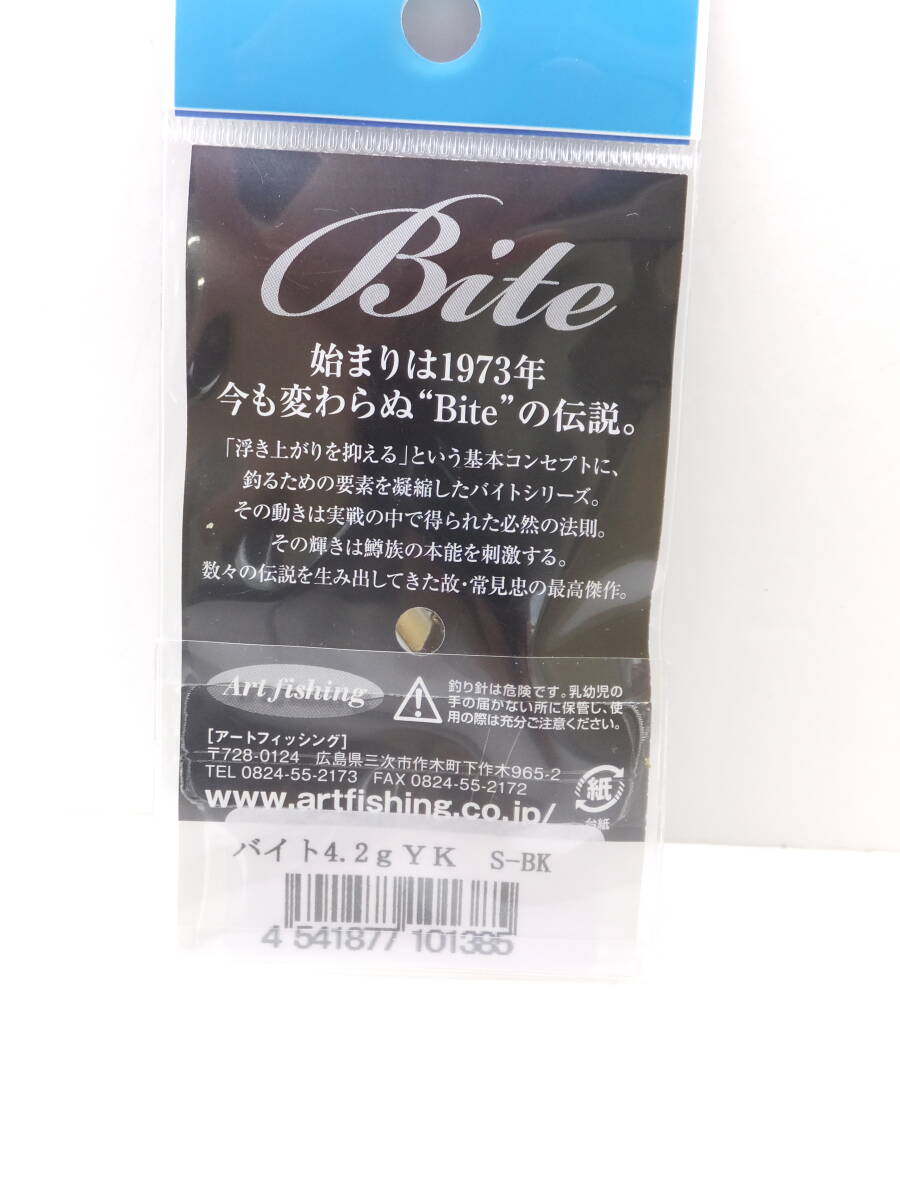 Bite
始まりは1973年
今も変わらぬ“Bite”の伝説。
「浮き上がりを抑える」という基本コンセプトに、
釣るための要素を凝縮したバイトシリーズ。
その動きは実戦の中で得られた必然の法則。
その輝きは鱒族の本能を刺激する。
数々の伝説を生み出してきた故・常見忠の最高傑作。
Art fishing
釣り針は危険です。乳幼児の
手の届かない所に保管し、使
用の際は充分ご注意ください。
[アートフィッシング]
〒728-0124 広島県三次市作木町下作木965-2
TEL 0824-55-2173 FAX 0824-55-2172
www.artfishing.co.jp/
紙
台紙
バイト4.2gYK S-BK
4 541877 101385